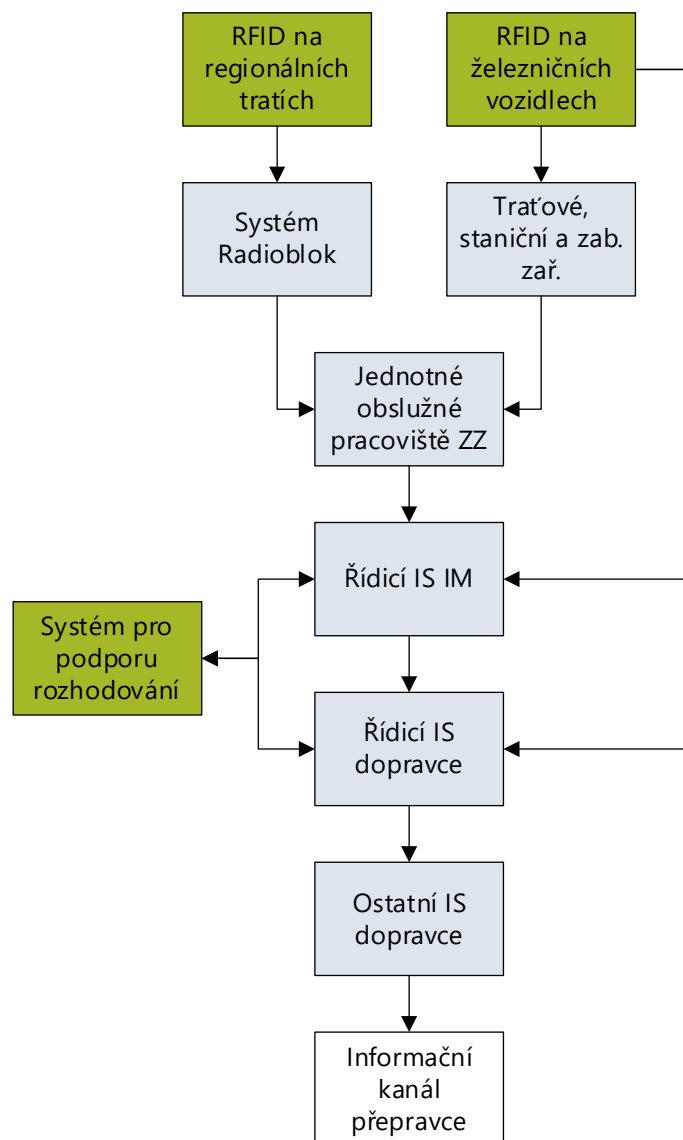 RFID na
regionálních
tratích
RFID na
železničních
vozidlech
Systém
Radioblok
Traťové,
staniční a zab.
zař.
Jednotné
obslužné
pracoviště ZZ
Řídicí IS IM
Systém pro
podporu
rozhodování
Řídicí IS
dopravce
Ostatní IS
dopravce
Informační
kanál
přepravce